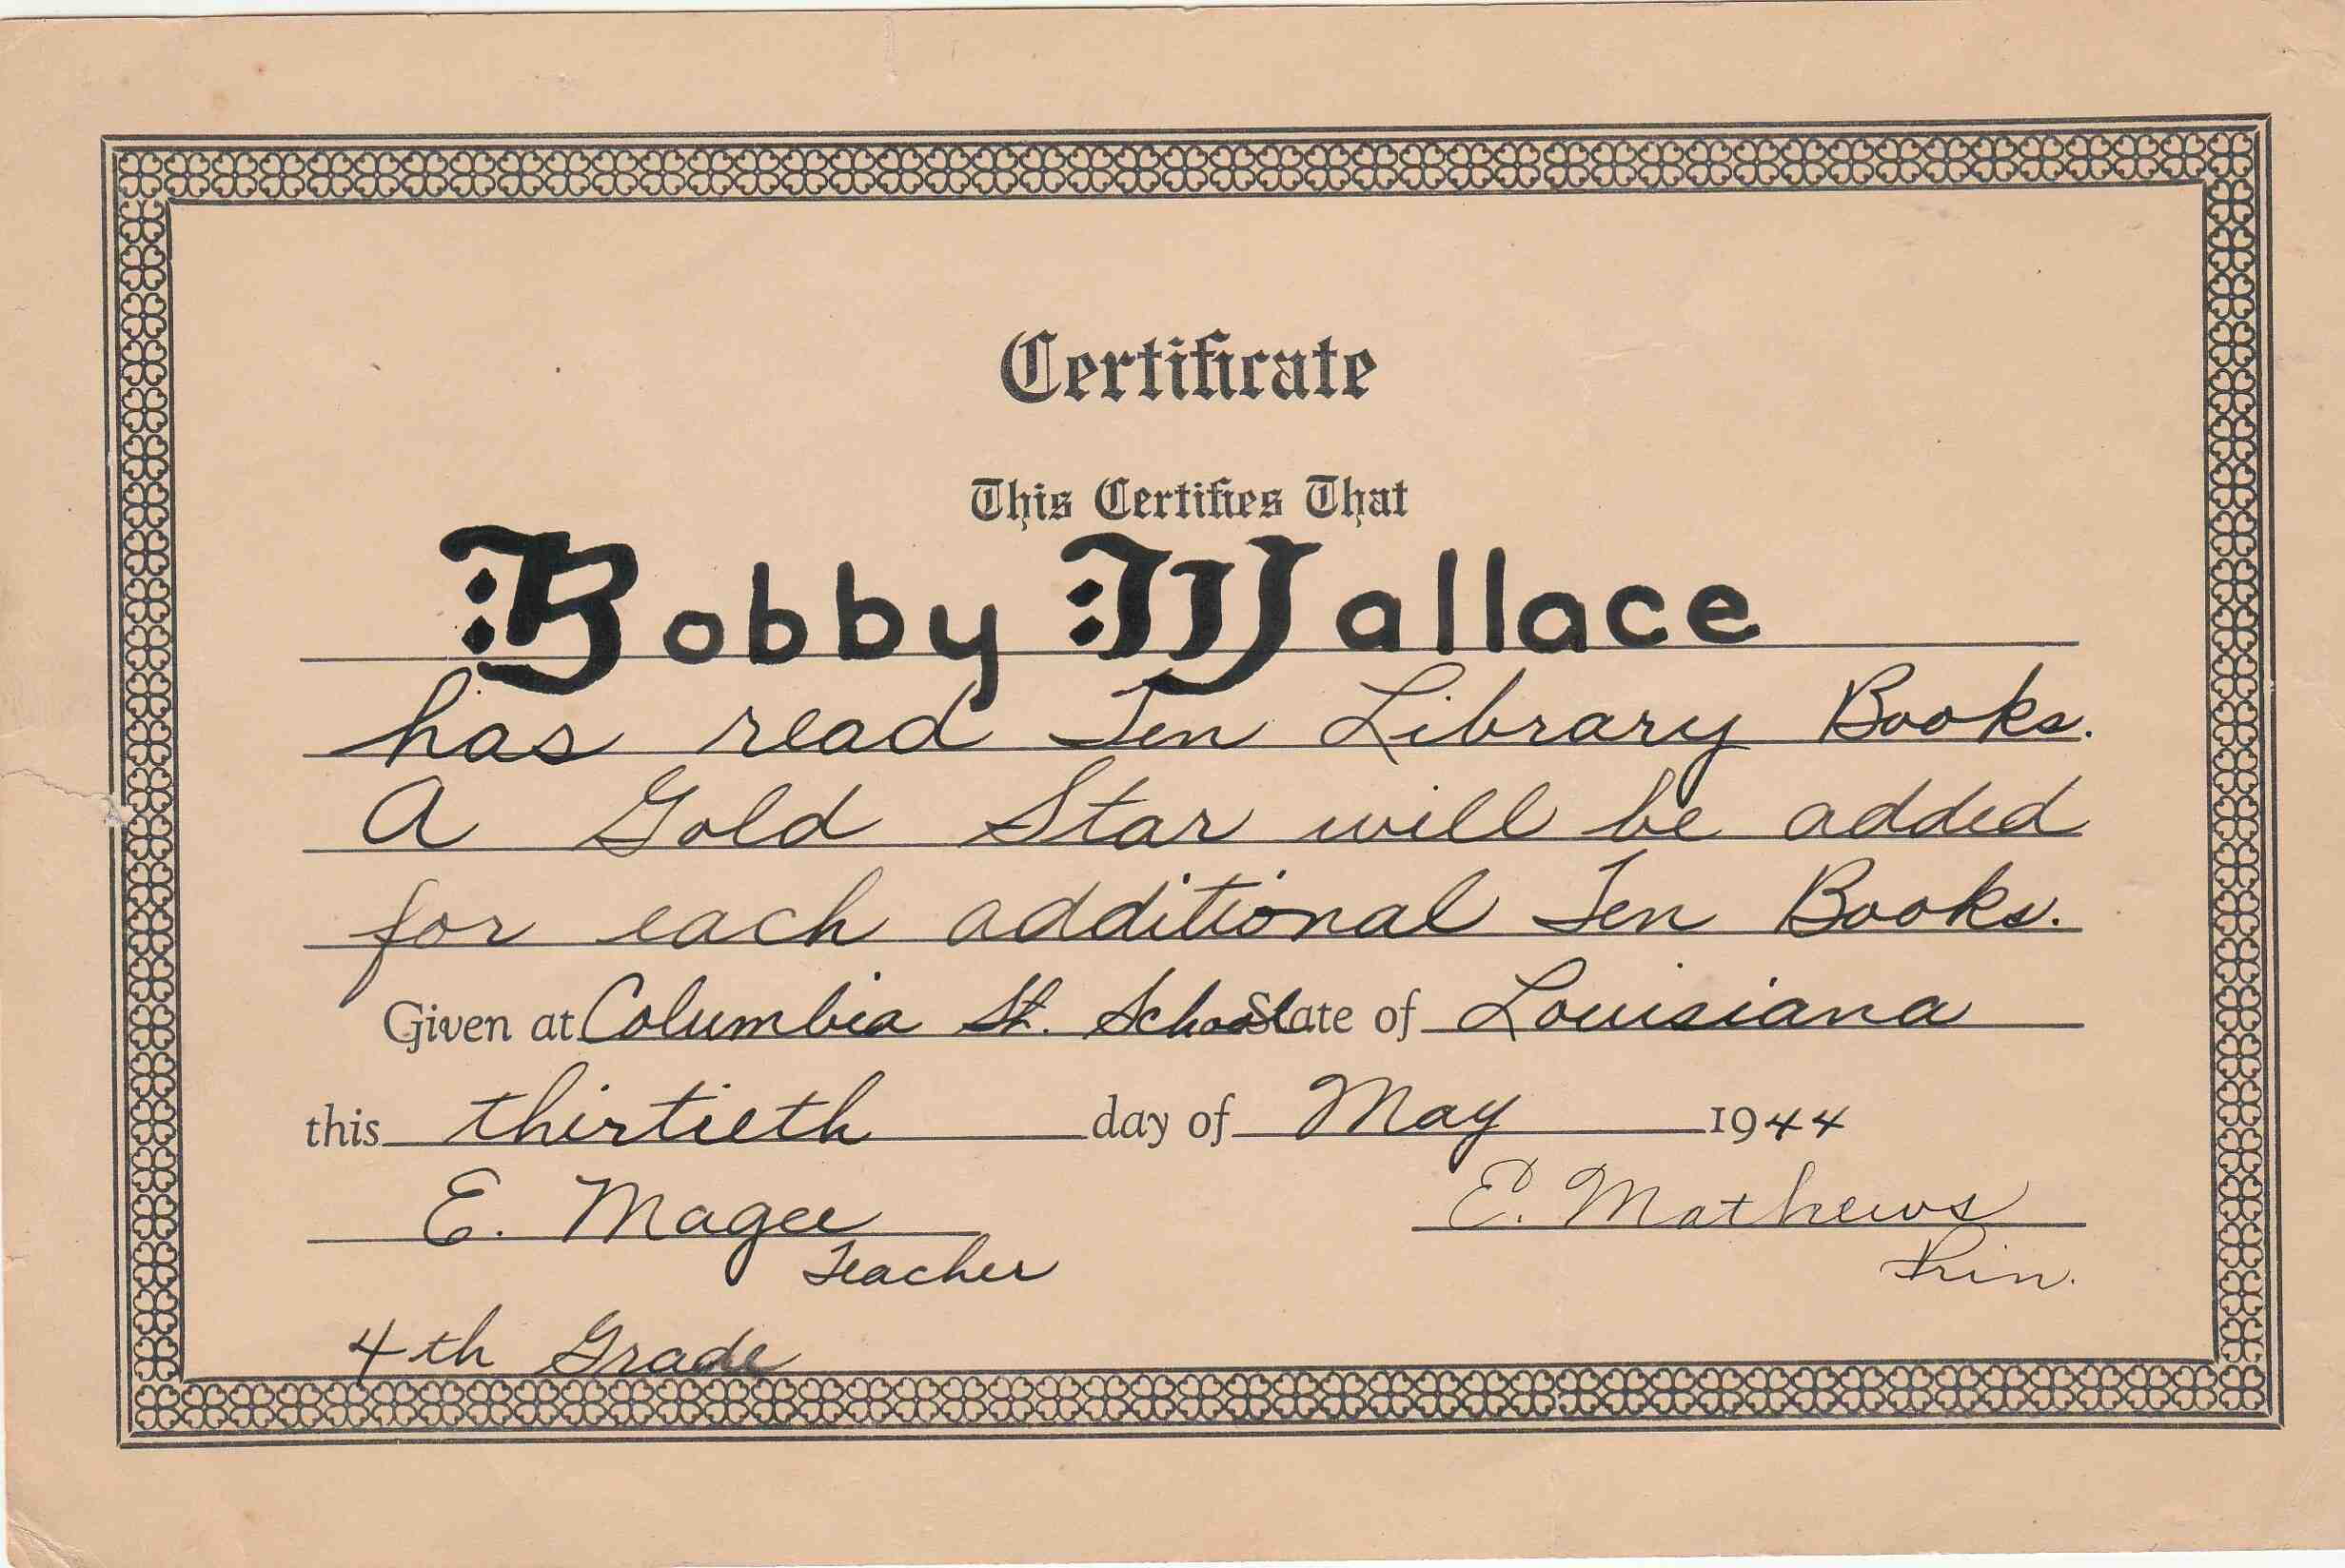 Certificate
This Certifies That
Bobby Wallace
has read Ten Library Books.
A Gold Star will be added
for each additional Ten Books.
Given at Columbia St. School State of Louisiana
this thirtieth day of May 1944
E. Magee E. Mathews
Teacher Prin.
4th Grade